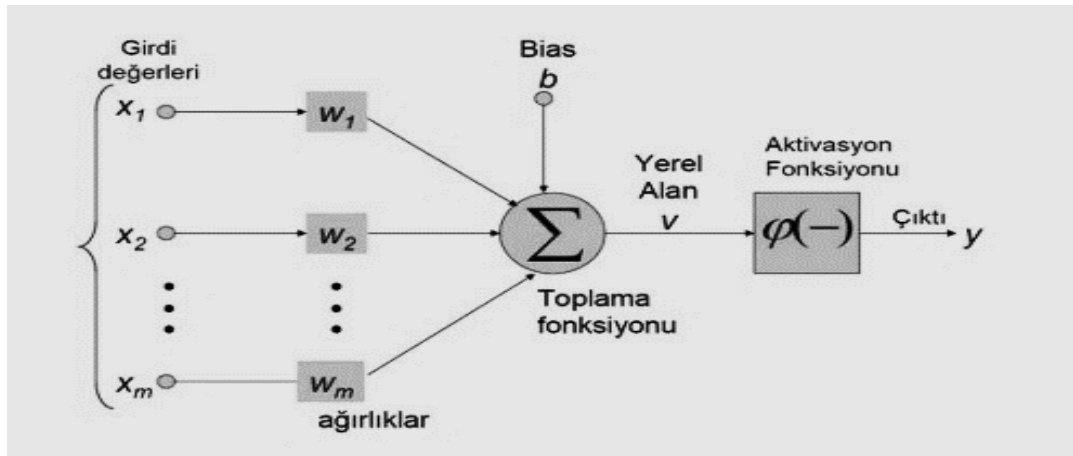 Girdi
değerleri
x1
w1
x2
w2
xm
wm
ağırlıklar
Bias
b
Σ
Toplama
fonksiyonu
Yerel
Alan
v
Aktivasyon
Fonksiyonu
φ(−)
Çıktı
y